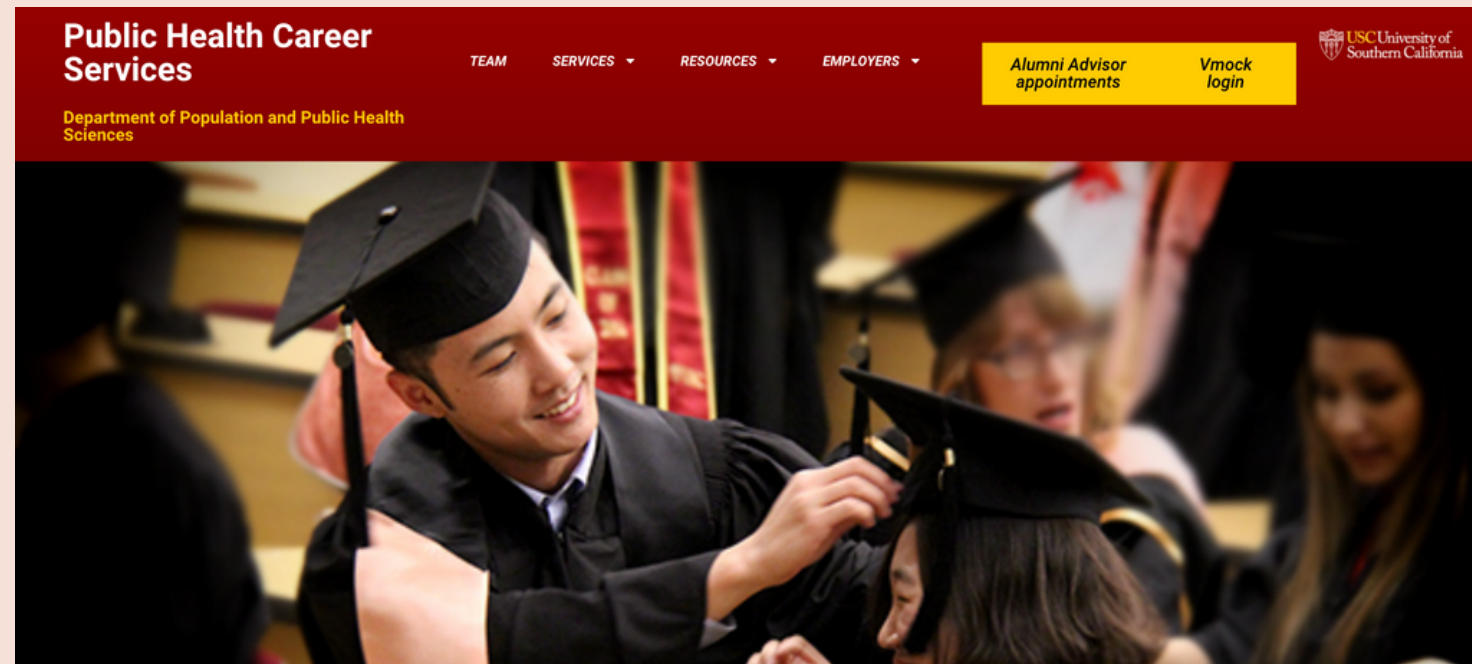 Public Health Career
Services
Department of Population and Public Health
Sciences
TEAM
SERVICES
RESOURCES
EMPLOYERS
Alumni Advisor
appointments
Vmock
login
USC University of
Southern California